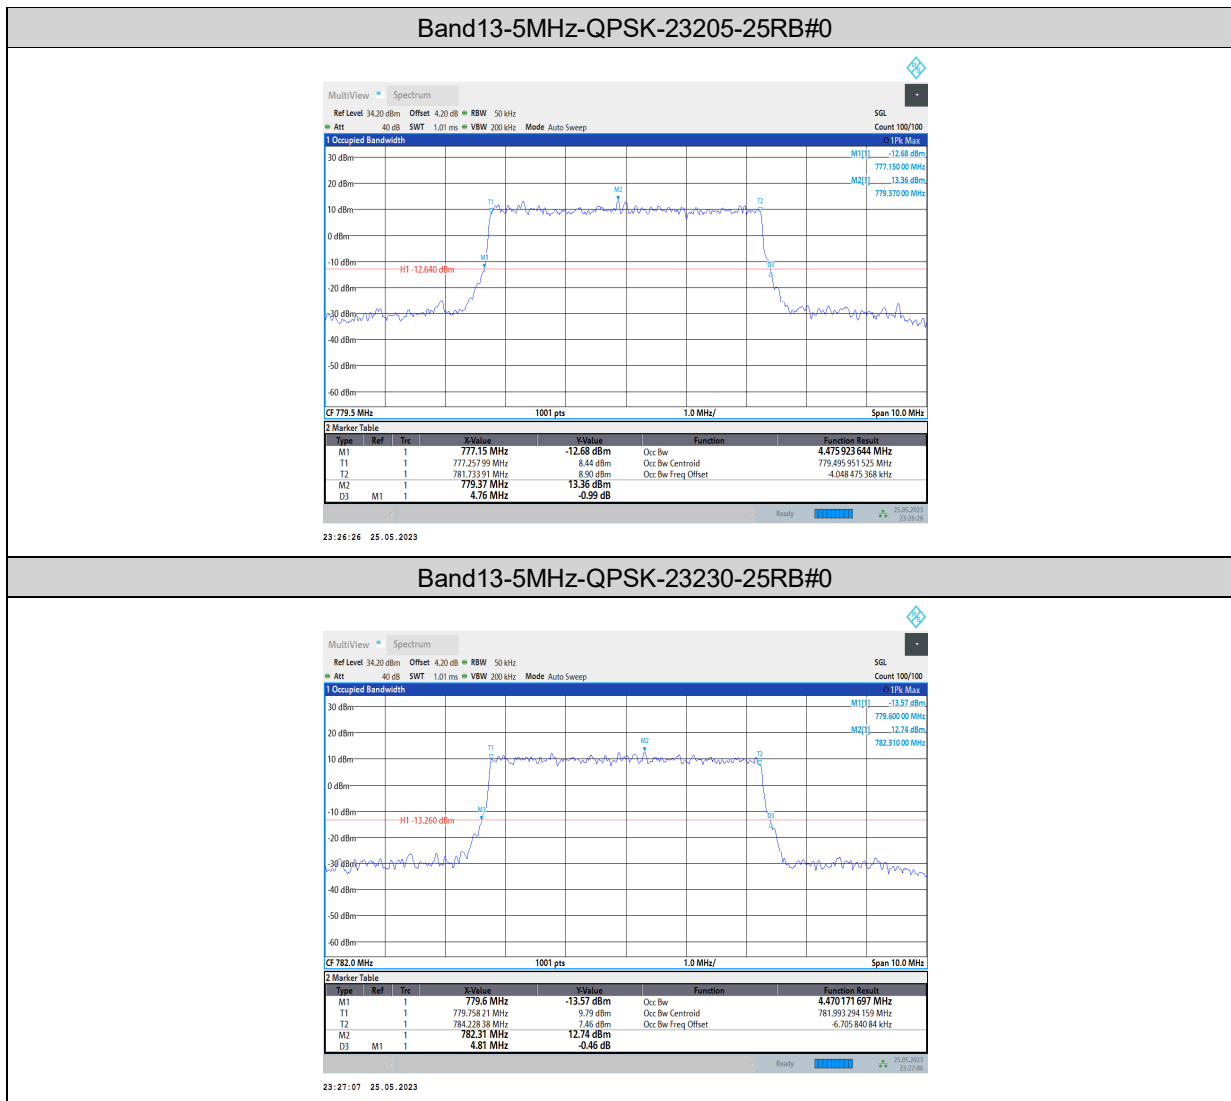 Band13-5MHz-QPSK-23205-25RB#0
MultiView Spectrum
Ref Level 34.20 dBm Offset 4.20 dB RBW 50 kHz SGL
Att 40 dB SWT 1.01 ms VBW 200 kHz Mode Auto Sweep Count 100/100
1 Occupied Bandwidth 1Pk Max
M1[1] -12.68 dBm
777.150 00 MHz
M2[1] 13.36 dBm
779.370 00 MHz
30 dBm
20 dBm
M2
T1 T2
10 dBm
0 dBm
M1
-10 dBm D3
H1 -12.640 dBm
-20 dBm
-30 dBm
-40 dBm
-50 dBm
-60 dBm
CF 779.5 MHz 1001 pts 1.0 MHz/ Span 10.0 MHz
2 Marker Table
Type Ref Trc X-Value Y-Value Function Function Result
M1 1 777.15 MHz -12.68 dBm Occ Bw 4.475 923 644 MHz
T1 1 777.257 99 MHz 8.44 dBm Occ Bw Centroid 779.495 951 525 MHz
T2 1 781.733 91 MHz 8.90 dBm Occ Bw Freq Offset -4.048 475 368 kHz
M2 1 779.37 MHz 13.36 dBm
D3 M1 1 4.76 MHz -0.99 dB
Ready 25.05.2023
23:26:26
23:26:26 25.05.2023
Band13-5MHz-QPSK-23230-25RB#0
MultiView Spectrum
Ref Level 34.20 dBm Offset 4.20 dB RBW 50 kHz SGL
Att 40 dB SWT 1.01 ms VBW 200 kHz Mode Auto Sweep Count 100/100
1 Occupied Bandwidth 1Pk Max
M1[1] -13.57 dBm
779.600 00 MHz
M2[1] 12.74 dBm
782.310 00 MHz
30 dBm
20 dBm
M2
T1 T2
10 dBm
0 dBm
M1
-10 dBm D3
H1 -13.260 dBm
-20 dBm
-30 dBm
-40 dBm
-50 dBm
-60 dBm
CF 782.0 MHz 1001 pts 1.0 MHz/ Span 10.0 MHz
2 Marker Table
Type Ref Trc X-Value Y-Value Function Function Result
M1 1 779.6 MHz -13.57 dBm Occ Bw 4.470 171 697 MHz
T1 1 779.758 21 MHz 9.79 dBm Occ Bw Centroid 781.993 294 159 MHz
T2 1 784.228 38 MHz 7.46 dBm Occ Bw Freq Offset -6.705 840 84 kHz
M2 1 782.31 MHz 12.74 dBm
D3 M1 1 4.81 MHz -0.46 dB
Ready 25.05.2023
23:27:06
23:27:07 25.05.2023